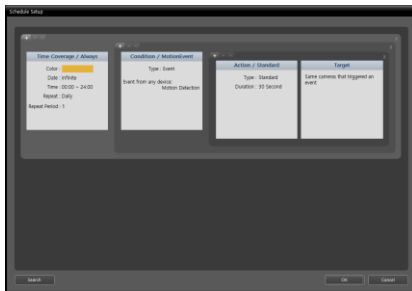 Schedule Setup
Time Coverage / Always
Color :
Date : Infinite
Time : 00:00 ~ 24:00
Repeat : Daily
Repeat Period : 1
Condition / MotionEvent
Type : Event
Event from any device:
Motion Detection
Action / Standard
Type : Standard
Duration : 10 Second
Target
Same cameras that triggered an
event
Search
OK
Cancel